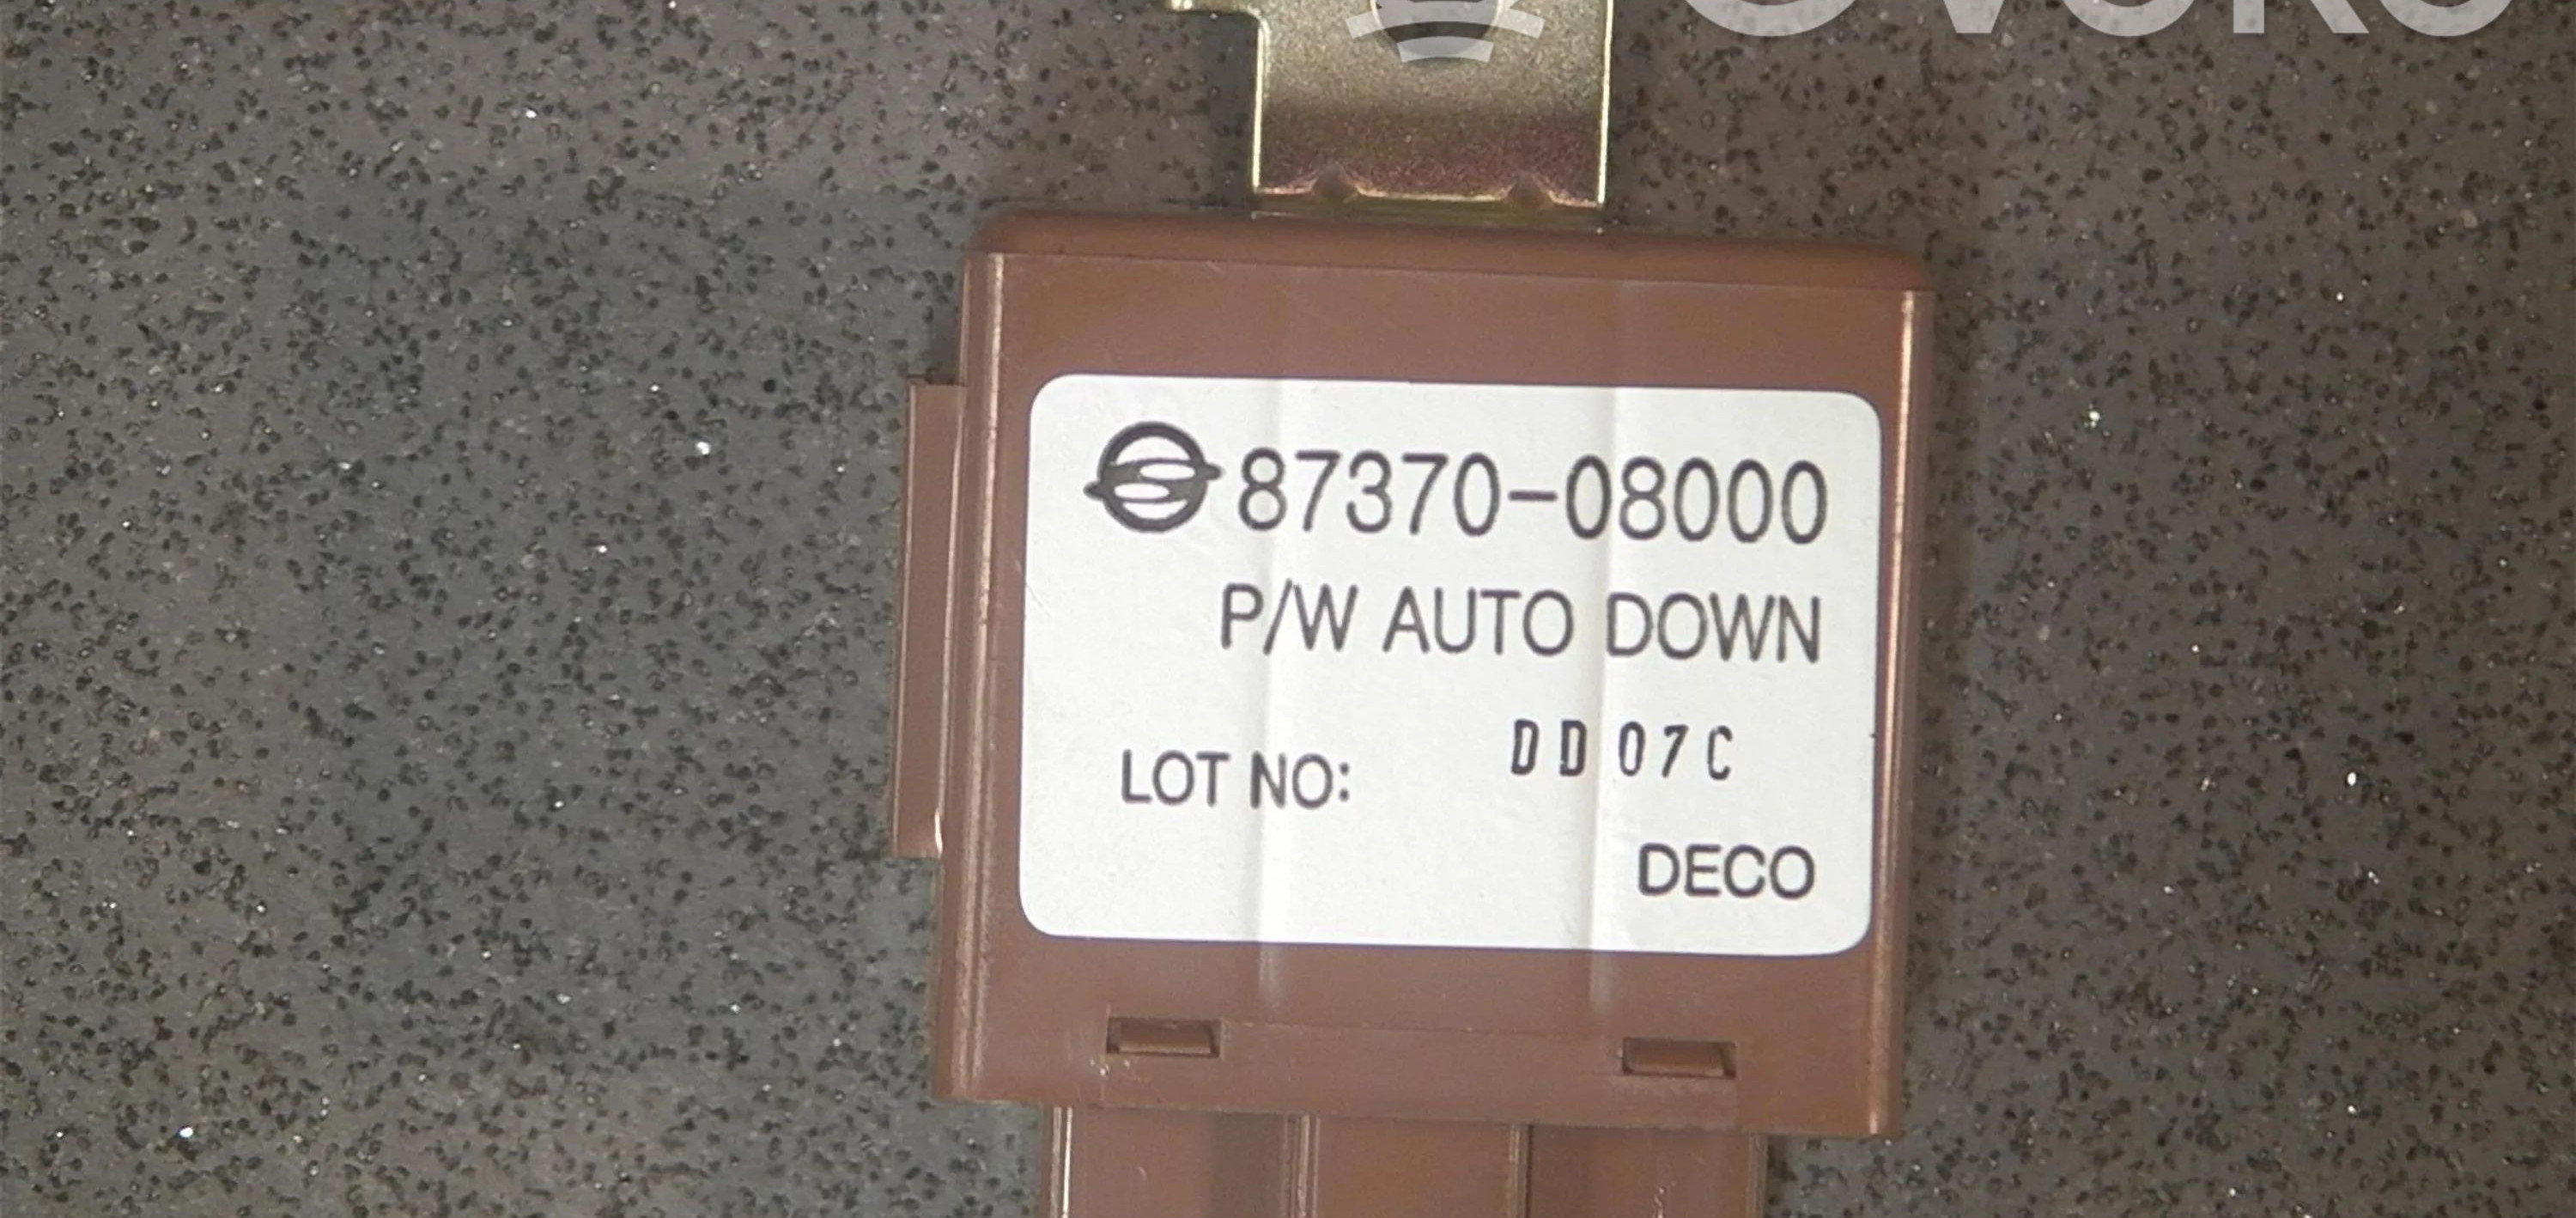 87370-08000
P/W AUTO DOWN
LOT NO: DD07C
DECO